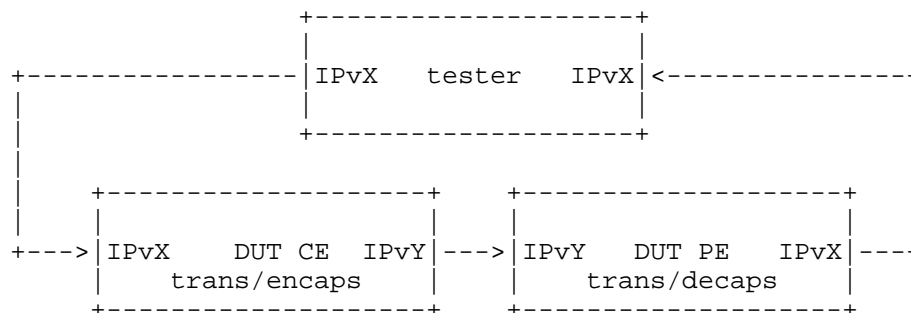 IPvX tester IPvX
IPvX DUT CE IPvY IPvY DUT PE IPvX
trans/encaps trans/decaps